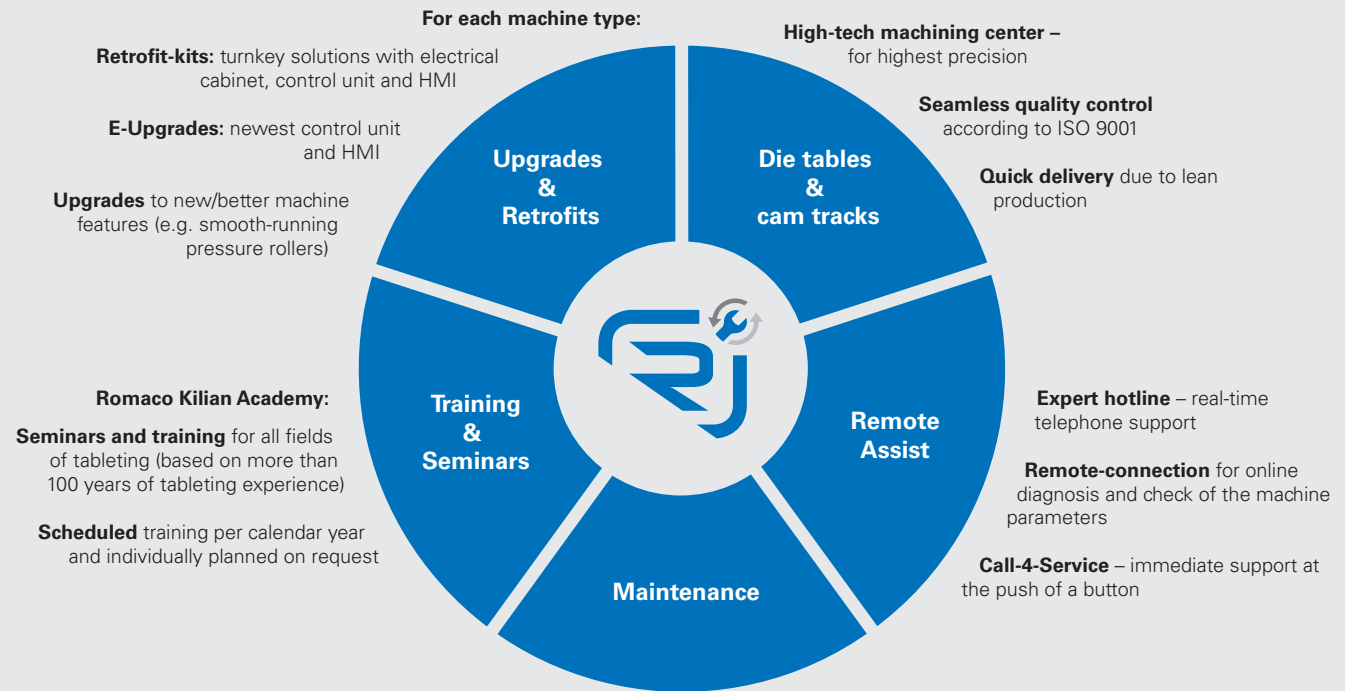 For each machine type:
Retrofit-kits: turnkey solutions with electrical
cabinet, control unit and HMI
E-Upgrades: newest control unit
and HMI
Upgrades to new/better machine
features (e.g. smooth-running
pressure rollers)
Upgrades
&
Retrofits
High-tech machining center –
for highest precision
Seamless quality control
according to ISO 9001
Quick delivery due to lean
production
Die tables
&
cam tracks
Romaco Kilian Academy:
Seminars and training for all fields
of tableting (based on more than
100 years of tableting experience)
Scheduled training per calendar year
and individually planned on request
Training
&
Seminars
Remote
Assist
Expert hotline – real-time
telephone support
Remote-connection for online
diagnosis and check of the machine
parameters
Call-4-Service – immediate support at
the push of a button
Maintenance